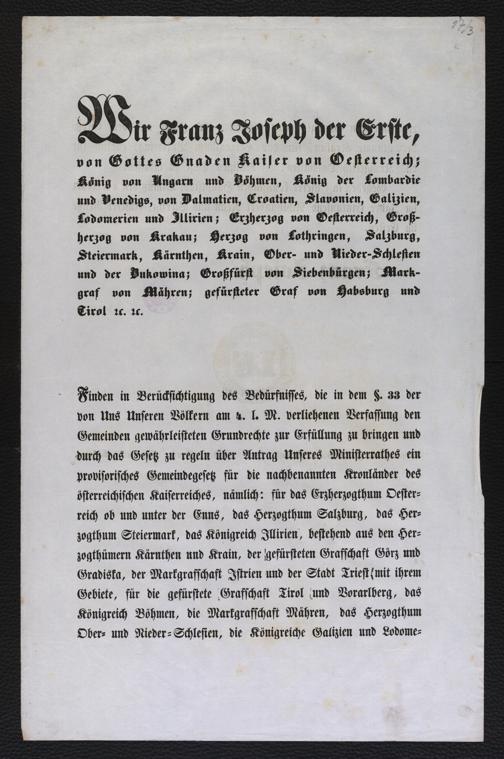 Wir Franz Joseph der Erste,
von Gottes Gnaden Kaiser von Oesterreich;
König von Ungarn und Böhmen, König der Lombardie
und Venedigs, von Dalmatien, Croatien, Slavonien, Galizien,
Lodomerien und Illirien; Erzherzog von Oesterreich, Groß-
herzog von Krakau; Herzog von Lothringen, Salzburg,
Steiermark, Kärnthen, Krain, Ober- und Nieder-Schlesien
und der Bukowina; Großfürst von Siebenbürgen; Mark-
graf von Mähren; gefürsteter Graf von Habsburg und
Tirol ꝛc. ꝛc.
Finden in Berücksichtigung des Bedürfnisses, die in dem §. 33 der
von Uns Unseren Völkern am 4. l. M. verliehenen Verfassung den
Gemeinden gewährleisteten Grundrechte zur Erfüllung zu bringen und
durch das Gesetz zu regeln über Antrag Unseres Ministerrathes ein
provisorisches Gemeindegesetz für die nachbenannten Kronländer des
österreichischen Kaiserreiches, nämlich: für das Erzherzogthum Oester-
reich ob und unter der Enns, das Herzogthum Salzburg, das Her-
zogthum Steiermark, das Königreich Illirien, bestehend aus den Her-
zogthümern Kärnthen und Krain, der gefürsteten Grafschaft Görz und
Gradiska, der Markgrafschaft Istrien und der Stadt Triest mit ihrem
Gebiete, für die gefürstete Grafschaft Tirol und Vorarlberg, das
Königreich Böhmen, die Markgrafschaft Mähren, das Herzogthum
Ober- und Nieder-Schlesien, die Königreiche Galizien und Lodome-